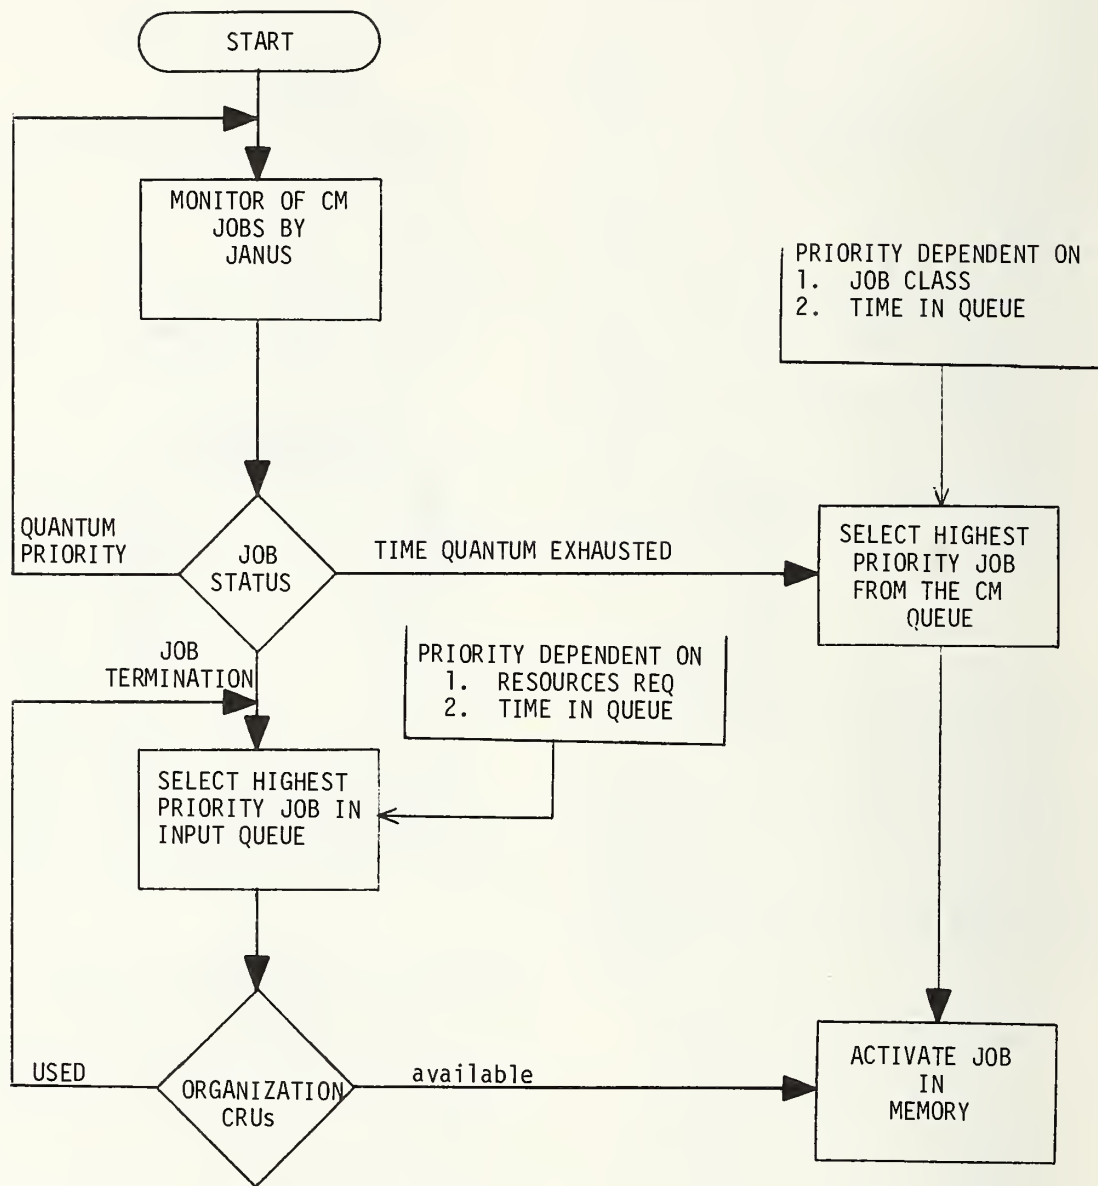 START
MONITOR OF CM
JOBS BY
JANUS
PRIORITY DEPENDENT ON
1. JOB CLASS
2. TIME IN QUEUE
QUANTUM
PRIORITY
JOB
STATUS
TIME QUANTUM EXHAUSTED
SELECT HIGHEST
PRIORITY JOB
FROM THE CM
QUEUE
JOB
TERMINATION
PRIORITY DEPENDENT ON
1. RESOURCES REQ
2. TIME IN QUEUE
SELECT HIGHEST
PRIORITY JOB IN
INPUT QUEUE
USED
ORGANIZATION
CRUs
available
ACTIVATE JOB
IN
MEMORY